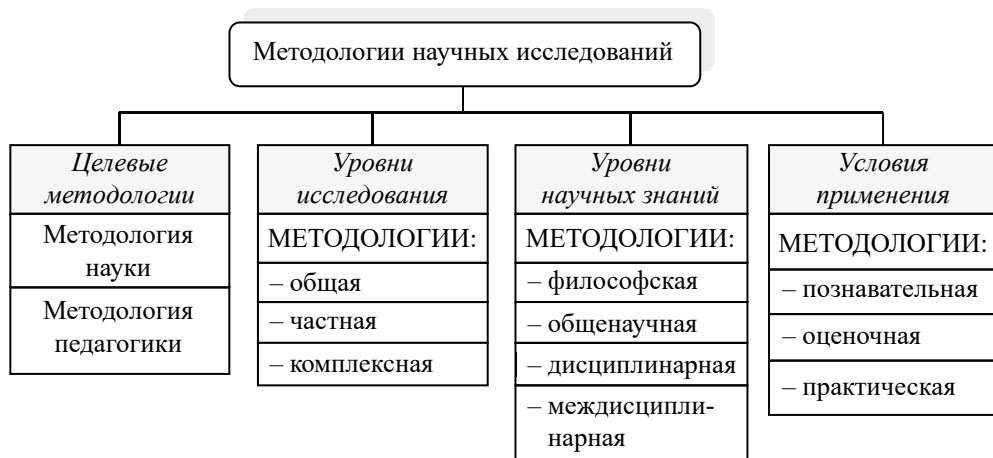 Методологии научных исследований
Целевые
методологии
Методология
науки
Методология
педагогики
Уровни
исследования
МЕТОДОЛОГИИ:
– общая
– частная
– комплексная
Уровни
научных знаний
МЕТОДОЛОГИИ:
– философская
– общенаучная
– дисциплинарная
– междисципли-
нарная
Условия
применения
МЕТОДОЛОГИИ:
– познавательная
– оценочная
– практическая